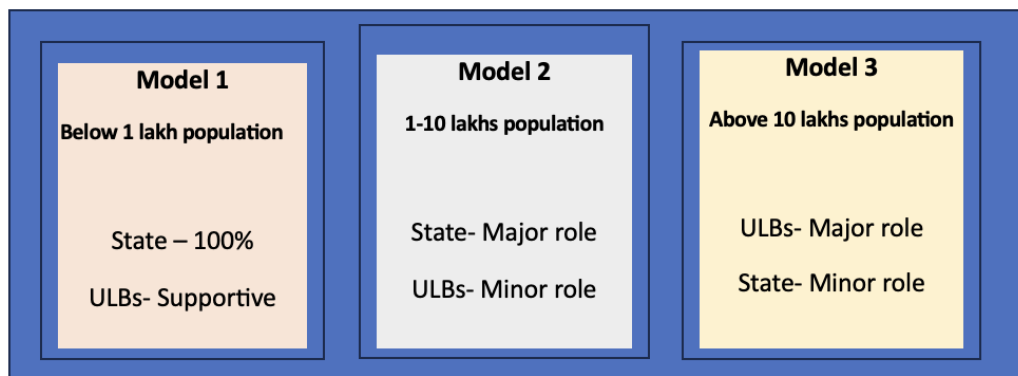 Model 1
Below 1 lakh population
State – 100%
ULBs- Supportive
Model 2
1-10 lakhs population
State- Major role
ULBs- Minor role
Model 3
Above 10 lakhs population
ULBs- Major role
State- Minor role